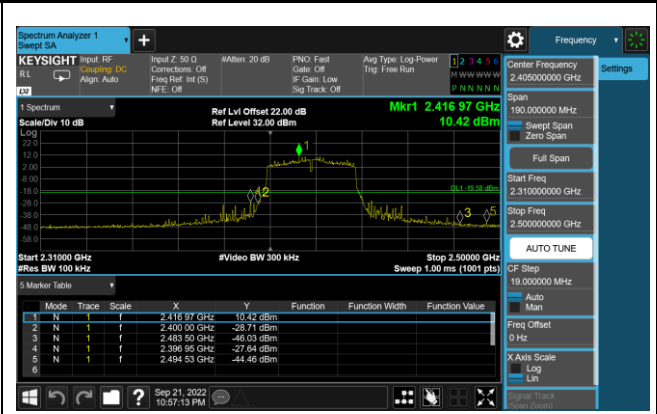 Spectrum Analyzer 1
Swept SA
+
Frequency
KEYSIGHT Input: RF Input Z: 50 Ω #Atten: 20 dB PNO: Fast Avg Type: Log-Power 1 2 3 4 5 6
RL Coupling: DC Corrections: Off Gate: Off Trig: Free Run M W W W W W
Align: Auto Freq Ref: Int (S) IF Gain: Low
LXI NFE: Off Sig Track: Off P N N N N N
Settings
Center Frequency
2.405000000 GHz
Span
190.000000 MHz
Swept Span
Zero Span
Full Span
Start Freq
2.310000000 GHz
Stop Freq
2.500000000 GHz
AUTO TUNE
CF Step
19.000000 MHz
Auto
Man
Freq Offset
0 Hz
X Axis Scale
Log
Lin
Signal Track
(Span Zoom)
1 Spectrum
Ref Lvl Offset 22.00 dB Mkr1 2.416 97 GHz
Scale/Div 10 dB Ref Level 32.00 dBm 10.42 dBm
Log
22.0
12.0
2.00
-8.00
-18.0
-28.0
-38.0
-48.0
-58.0
1
DL1 -19.58 dBm
2
3
5
Start 2.31000 GHz #Video BW 300 kHz Stop 2.50000 GHz
#Res BW 100 kHz Sweep 1.00 ms (1001 pts)
5 Marker Table
Mode Trace Scale X Y Function Function Width Function Value
1 N 1 f 2.416 97 GHz 10.42 dBm
2 N 1 f 2.400 00 GHz -28.71 dBm
3 N 1 f 2.483 50 GHz -46.03 dBm
4 N 1 f 2.396 95 GHz -27.64 dBm
5 N 1 f 2.494 53 GHz -44.46 dBm
6
?
Sep 21, 2022
10:57:13 PM